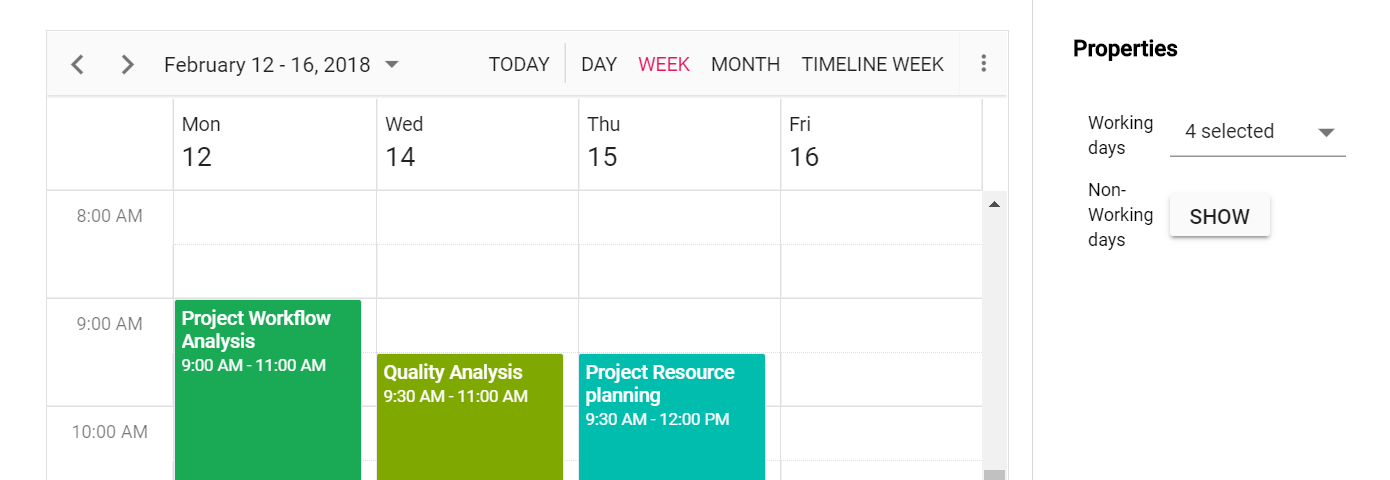 February 12 - 16, 2018 TODAY DAY WEEK MONTH TIMELINE WEEK
Mon Wed Thu Fri
12 14 15 16
8:00 AM
9:00 AM
Project Workflow
Analysis
9:00 AM - 11:00 AM
Quality Analysis
9:30 AM - 11:00 AM
Project Resource
planning
9:30 AM - 12:00 PM
10:00 AM
Properties
Working
days
4 selected
Non-
Working
days
SHOW